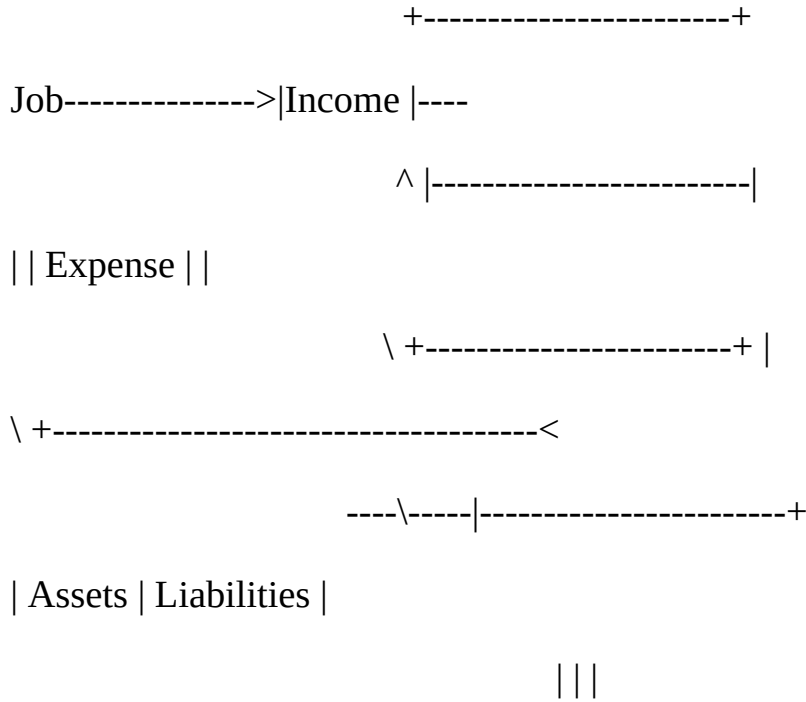 +------------------------+
Job--------------->|Income |----
^ |-------------------------|
| | Expense | |
\ +------------------------+ |
\ +--------------------------------------<
----\-----|------------------------+
| Assets | Liabilities |
| | |